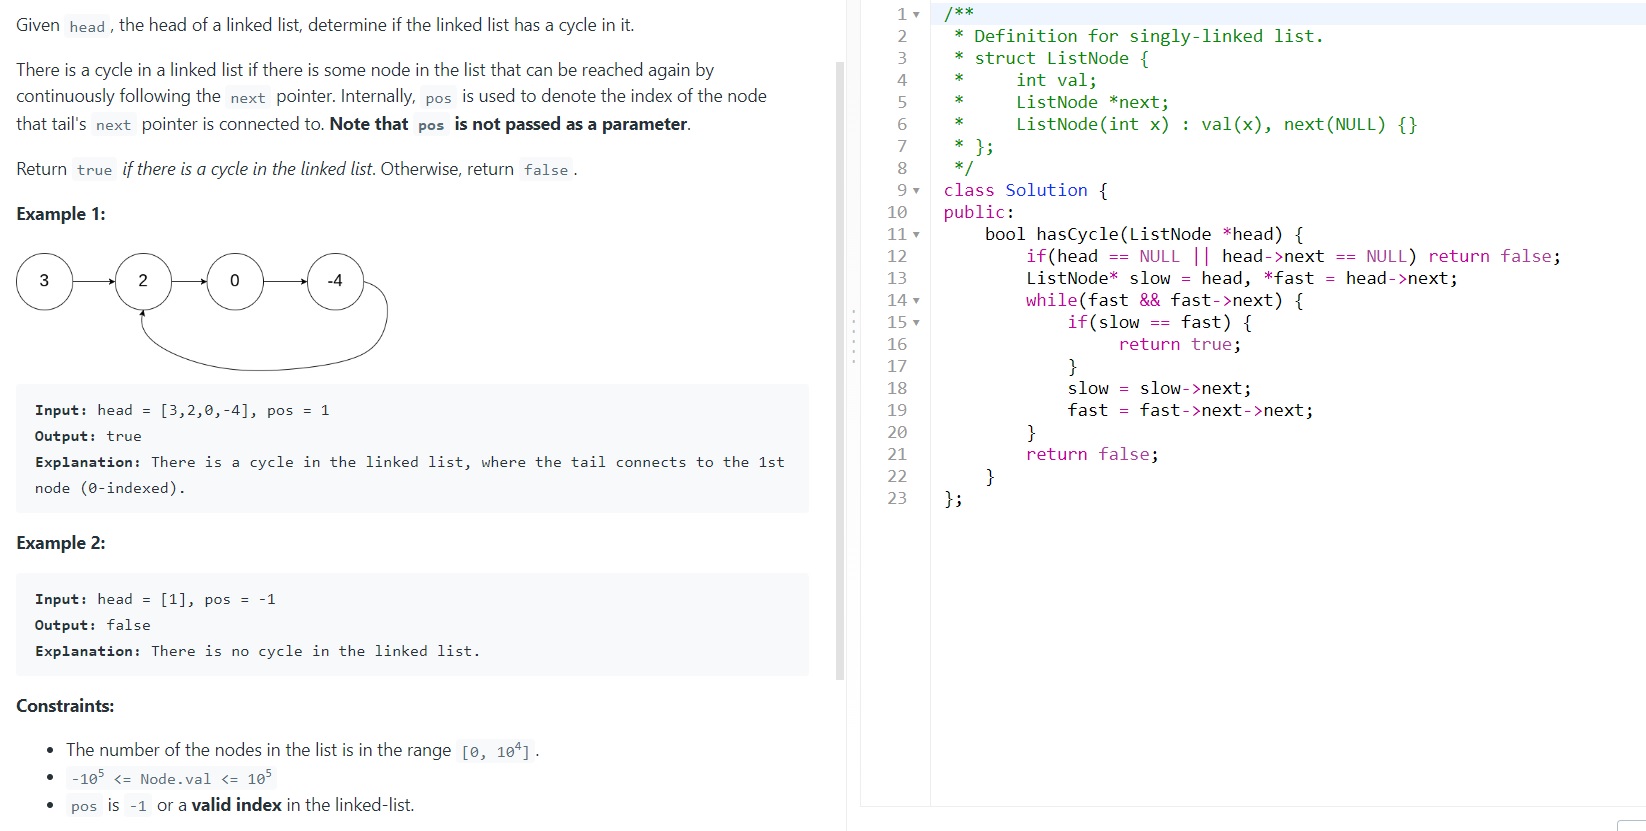 Given head , the head of a linked list, determine if the linked list has a cycle in it.
There is a cycle in a linked list if there is some node in the list that can be reached again by
continuously following the next pointer. Internally, pos is used to denote the index of the node
that tail's next pointer is connected to. Note that pos is not passed as a parameter.
Return true if there is a cycle in the linked list. Otherwise, return false .
Example 1:
3 2 0 -4
Input: head = [3,2,0,-4], pos = 1
Output: true
Explanation: There is a cycle in the linked list, where the tail connects to the 1st
node (0-indexed).
Example 2:
Input: head = [1], pos = -1
Output: false
Explanation: There is no cycle in the linked list.
Constraints:
• The number of the nodes in the list is in the range [0, 10⁴] .
• -10⁵ <= Node.val <= 10⁵
• pos is -1 or a valid index in the linked-list.
1 /**
2  * Definition for singly-linked list.
3  * struct ListNode {
4  *     int val;
5  *     ListNode *next;
6  *     ListNode(int x) : val(x), next(NULL) {}
7  * };
8  */
9 class Solution {
10 public:
11     bool hasCycle(ListNode *head) {
12         if(head == NULL || head->next == NULL) return false;
13         ListNode* slow = head, *fast = head->next;
14         while(fast && fast->next) {
15             if(slow == fast) {
16                  return true;
17             }
18             slow = slow->next;
19             fast = fast->next->next;
20         }
21         return false;
22     }
23 };